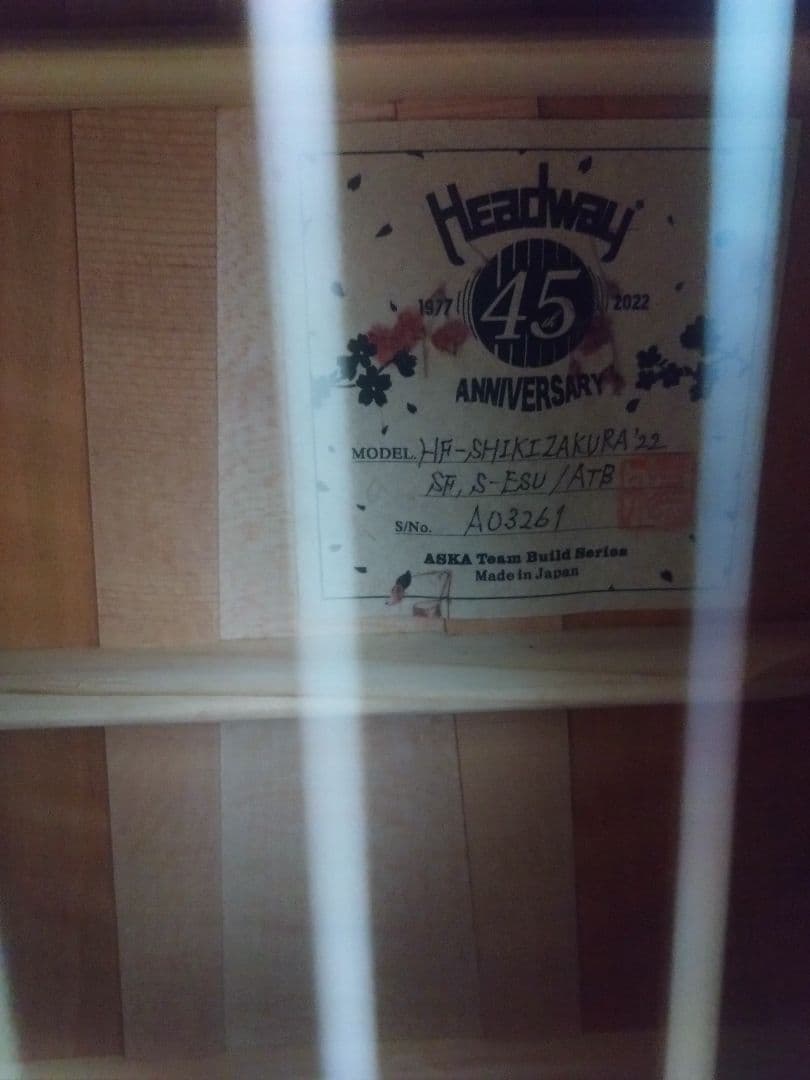 Headway
1977 45th 2022
ANNIVERSARY
MODEL. HF-SHIKIZAKURA'22
SF, S-ESU/ATB
S/No. A03261
ASKA Team Build Series
Made in Japan